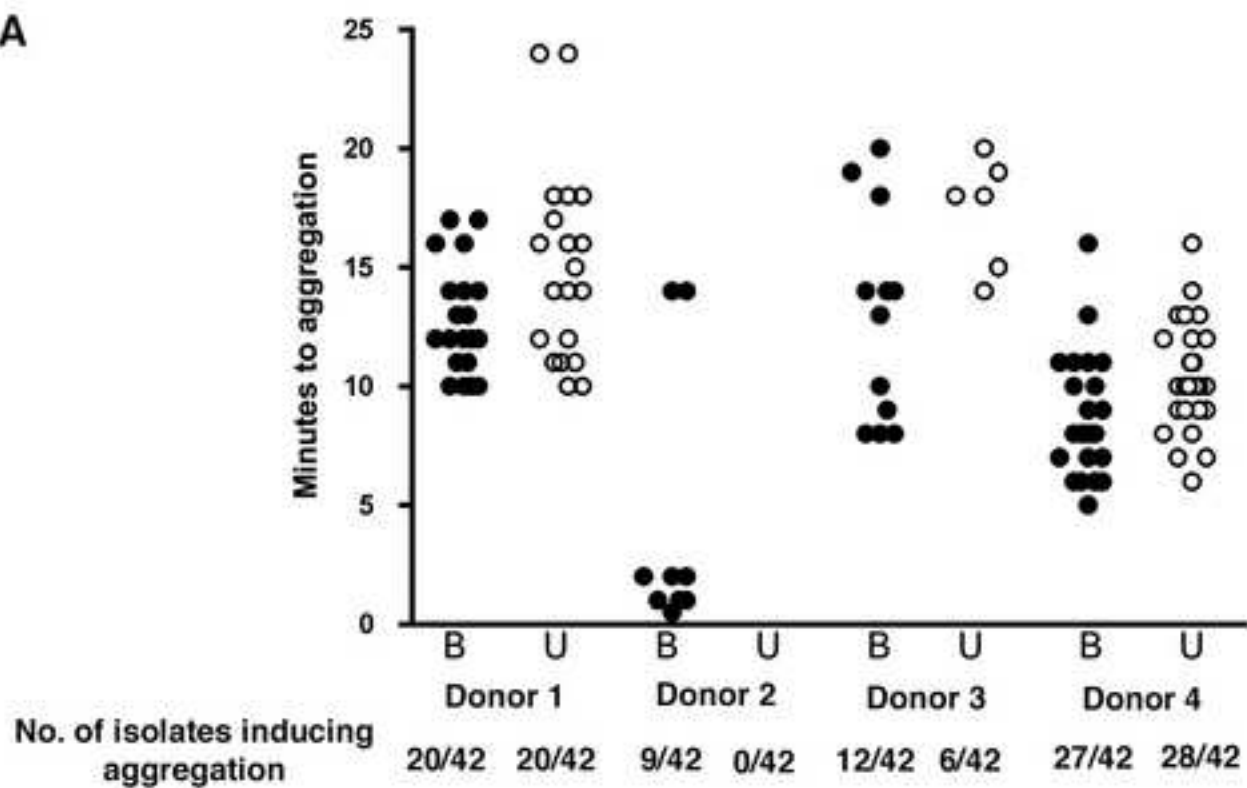 A
25
20
15
10
5
0
Minutes to aggregation
B U B U B U B U
Donor 1 Donor 2 Donor 3 Donor 4
No. of isolates inducing
aggregation
20/42 20/42 9/42 0/42 12/42 6/42 27/42 28/42